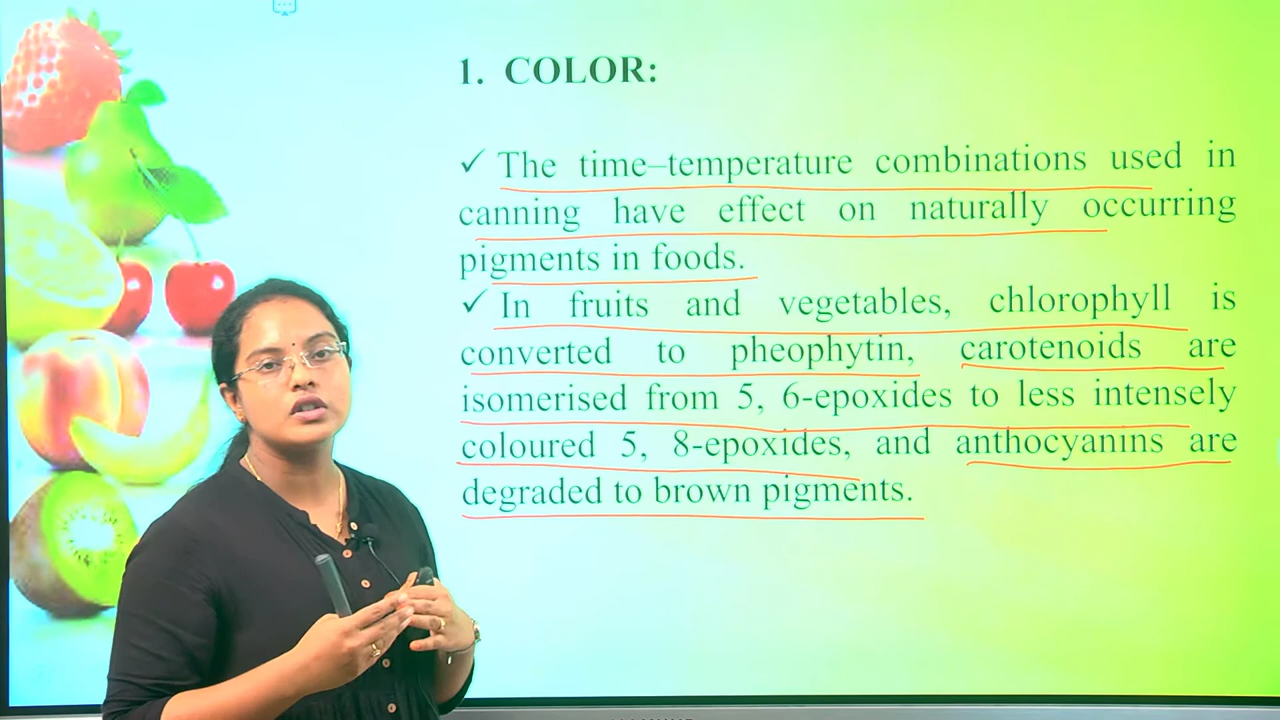 1. COLOR:
✓ The time–temperature combinations used in
canning have effect on naturally occurring
pigments in foods.
✓ In fruits and vegetables, chlorophyll is
converted to pheophytin, carotenoids are
isomerised from 5, 6-epoxides to less intensely
coloured 5, 8-epoxides, and anthocyanins are
degraded to brown pigments.